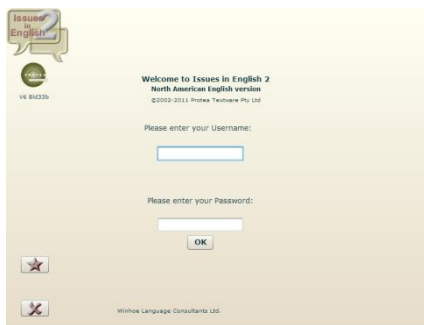 Issues
in
English 2
V6 Bld33b
Welcome to Issues in English 2
North American English version
©2002-2011 Protea Textware Pty Ltd
Please enter your Username:
Please enter your Password:
OK
Winhoe Language Consultants Ltd.